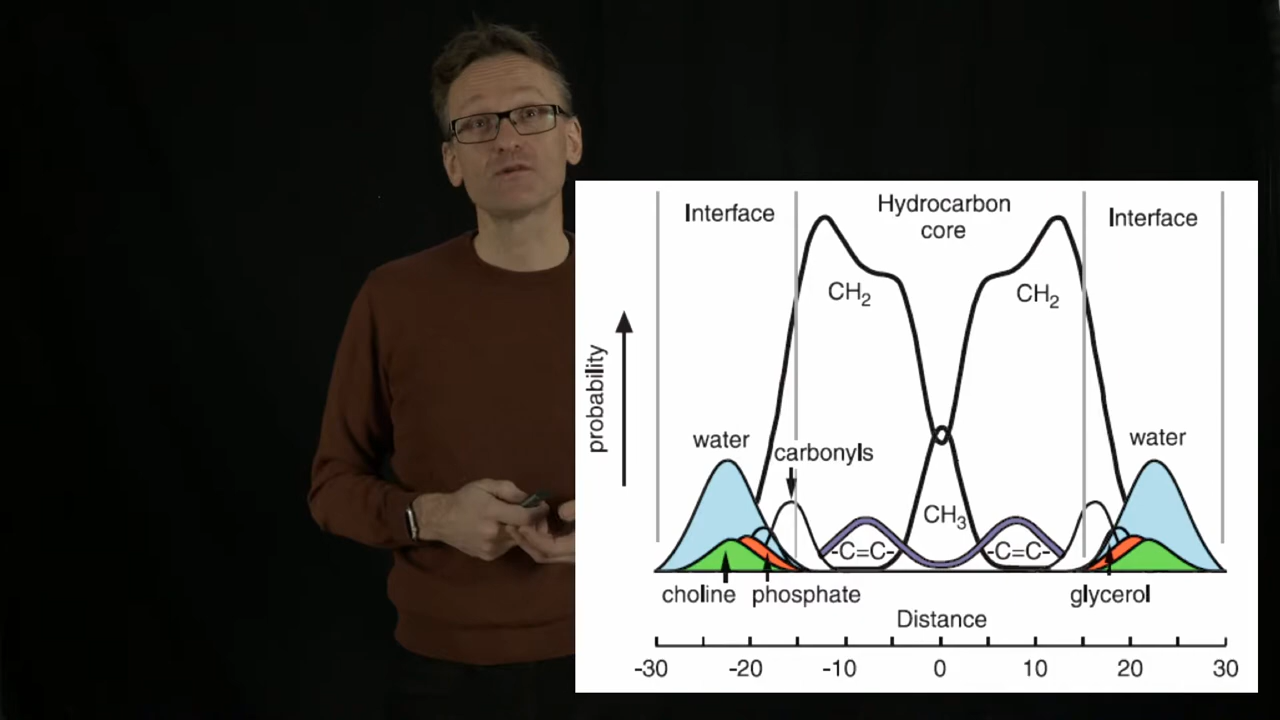 Interface
Hydrocarbon
core
Interface
CH₂
CH₂
probability
water
water
carbonyls
CH₃
-C=C-
-C=C-
choline
phosphate
glycerol
Distance
-30 -20 -10 0 10 20 30